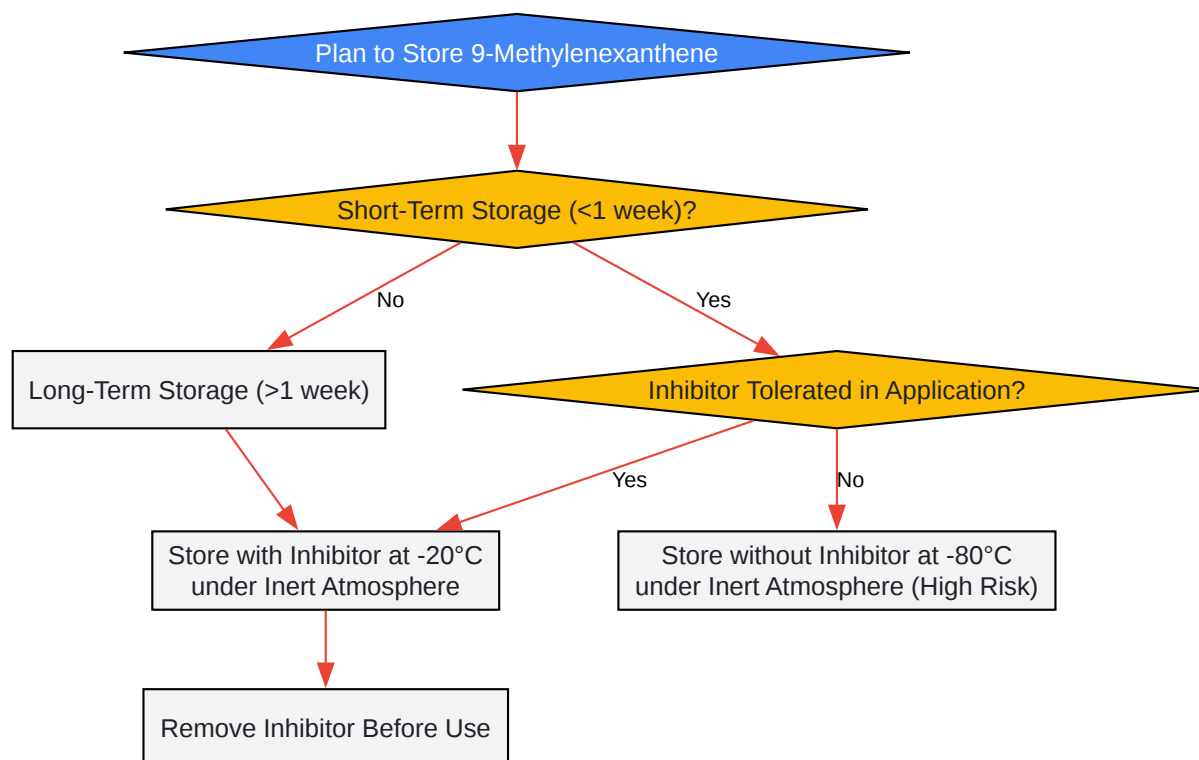 Plan to Store 9-Methylenexanthene
Short-Term Storage (<1 week)?
No
Yes
Long-Term Storage (>1 week)
Inhibitor Tolerated in Application?
Yes
No
Store with Inhibitor at -20°C
under Inert Atmosphere
Store without Inhibitor at -80°C
under Inert Atmosphere (High Risk)
Remove Inhibitor Before Use